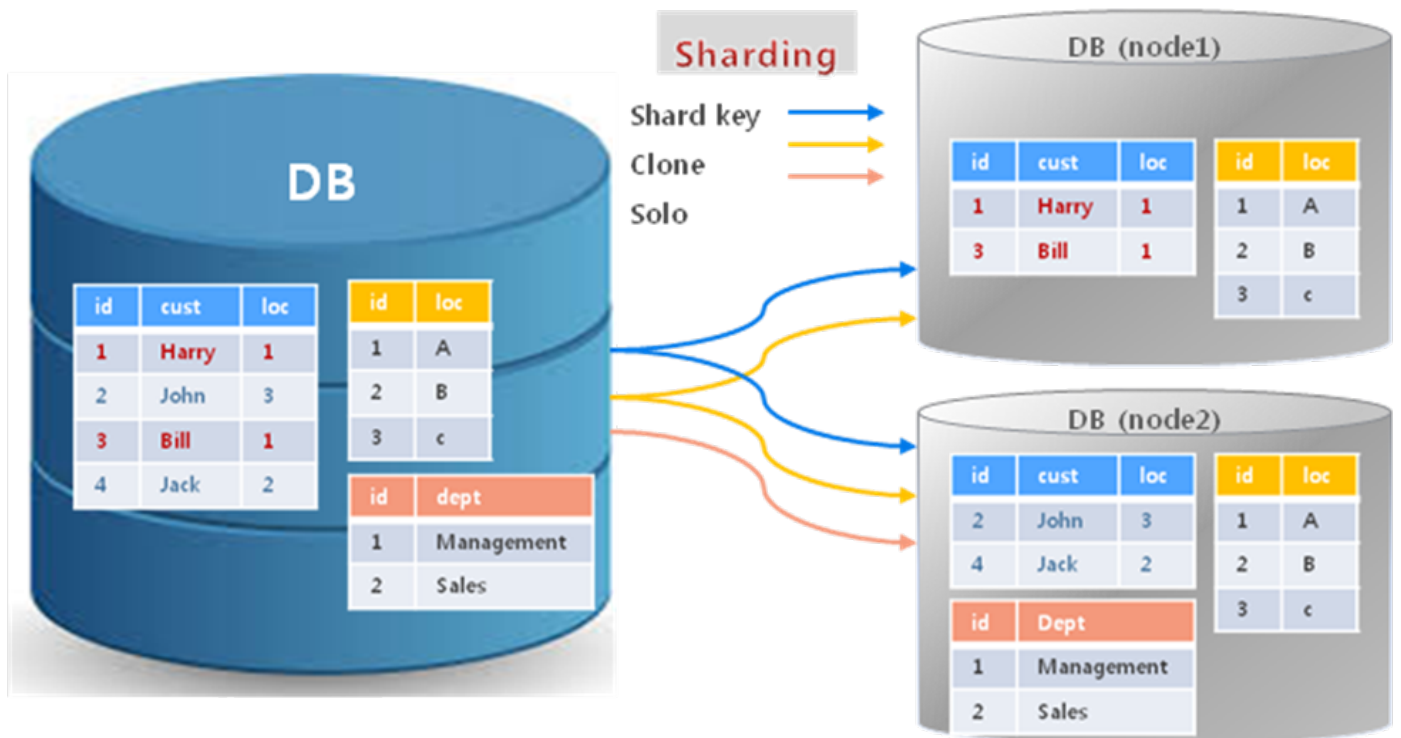 Sharding
Shard key
Clone
Solo
DB
id cust loc
1 Harry 1
2 John 3
3 Bill 1
4 Jack 2
id loc
1 A
2 B
3 c
id dept
1 Management
2 Sales
DB (node1)
id cust loc
1 Harry 1
3 Bill 1
id loc
1 A
2 B
3 c
DB (node2)
id cust loc
2 John 3
4 Jack 2
id loc
1 A
2 B
3 c
id Dept
1 Management
2 Sales